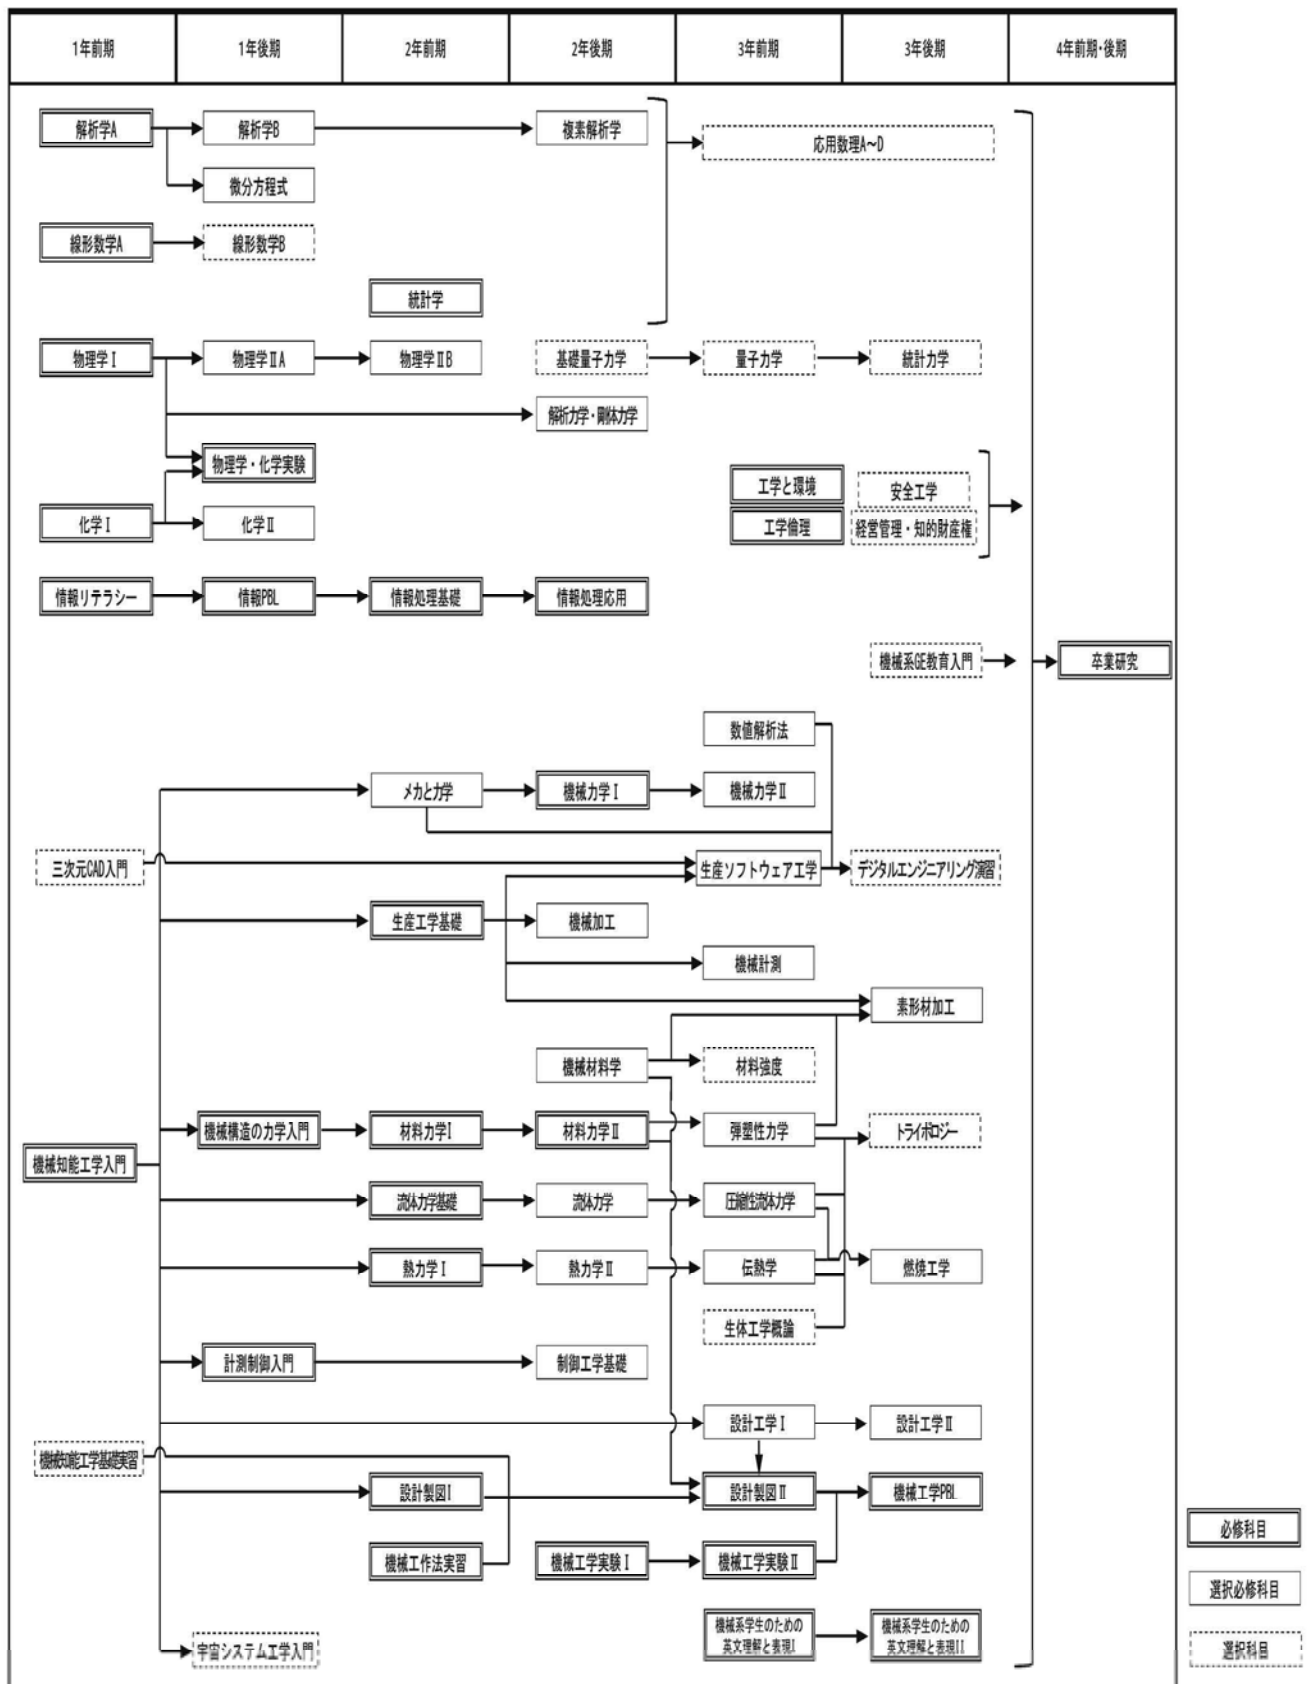 1年前期 1年後期 2年前期 2年後期 3年前期 3年後期 4年前期・後期
解析学A 解析学B 複素解析学
応用数理A～D
微分方程式
線形数学A 線形数学B
統計学
物理学Ⅰ 物理学ⅡA 物理学ⅡB 基礎量子力学 量子力学 統計力学
解析力学・剛体力学
物理学・化学実験
工学と環境 安全工学
化学Ⅰ 化学Ⅱ 工学倫理 経営管理・知的財産権
情報リテラシー 情報PBL 情報処理基礎 情報処理応用
機械系GE教育入門 卒業研究
数値解析法
メカと力学 機械力学Ⅰ 機械力学Ⅱ
三次元CAD入門 生産ソフトウェア工学 デジタルエンジニアリング演習
生産工学基礎 機械加工
機械計測
素形材加工
機械材料学 材料強度
機械構造の力学入門 材料力学Ⅰ 材料力学Ⅱ 弾塑性力学 トライボロジー
機械知能工学入門
流体力学基礎 流体力学 圧縮性流体力学
熱力学Ⅰ 熱力学Ⅱ 伝熱学 燃焼工学
生体工学概論
計測制御入門 制御工学基礎
設計工学Ⅰ 設計工学Ⅱ
機械知能工学基礎実習
設計製図Ⅰ 設計製図Ⅱ 機械工学PBL
必修科目
機械工作法実習 機械工学実験Ⅰ 機械工学実験Ⅱ
選択必修科目
機械系学生のための 機械系学生のための
英文理解と表現I 英文理解と表現II
宇宙システム工学入門
選択科目